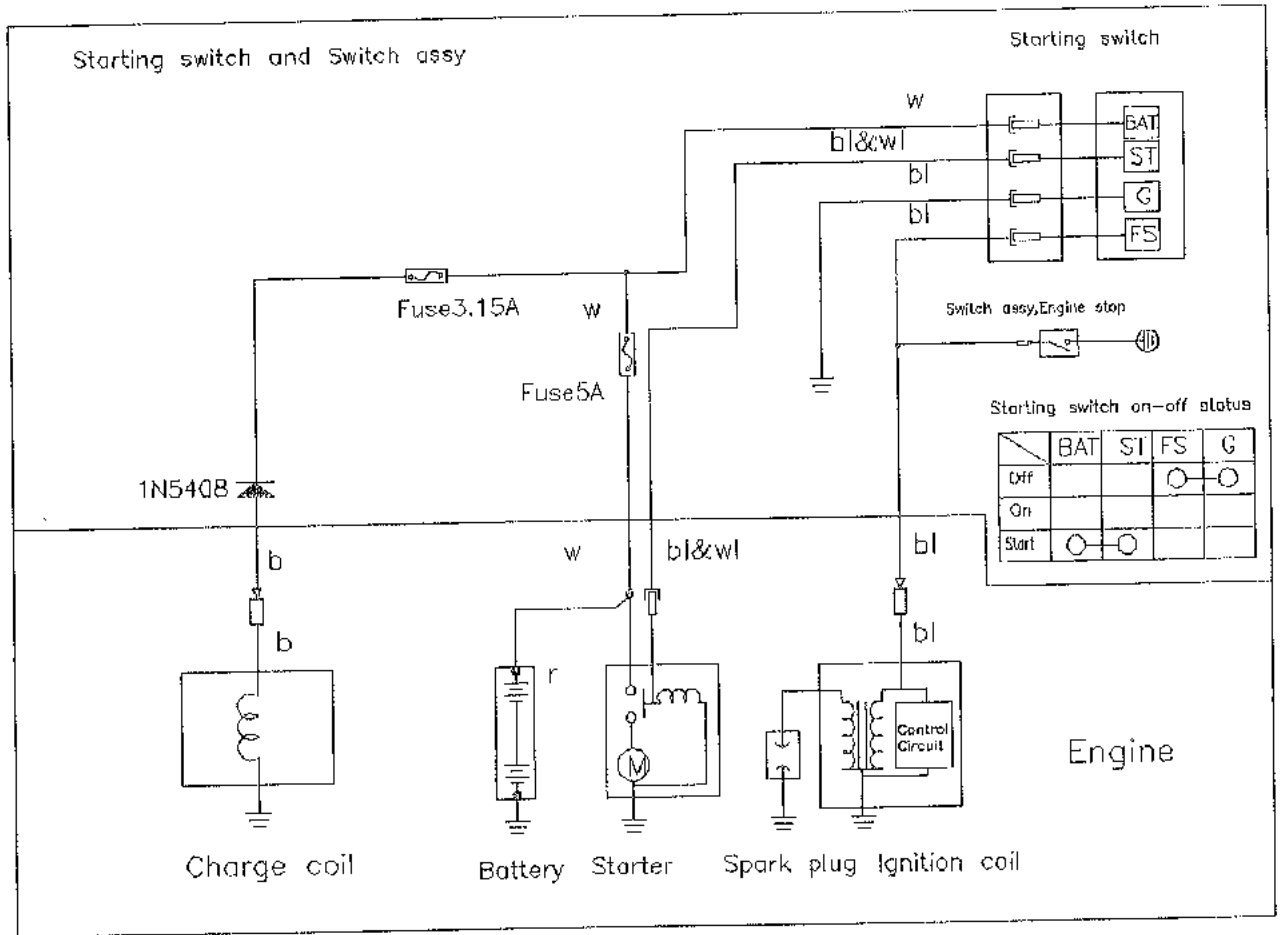 Starting switch and Switch assy
Starting switch
w
BAT
bl&wl
ST
bl
G
bl
FS
Fuse3.15A
w
Switch assy,Engine stop
Fuse5A
Starting switch on-off status
BAT ST FS G
Off
On
Start
1N5408
b
w
bl&wl
bl
b
bl
r
M
Control
Circuit
Engine
Charge coil
Battery
Starter
Spark plug
Ignition coil